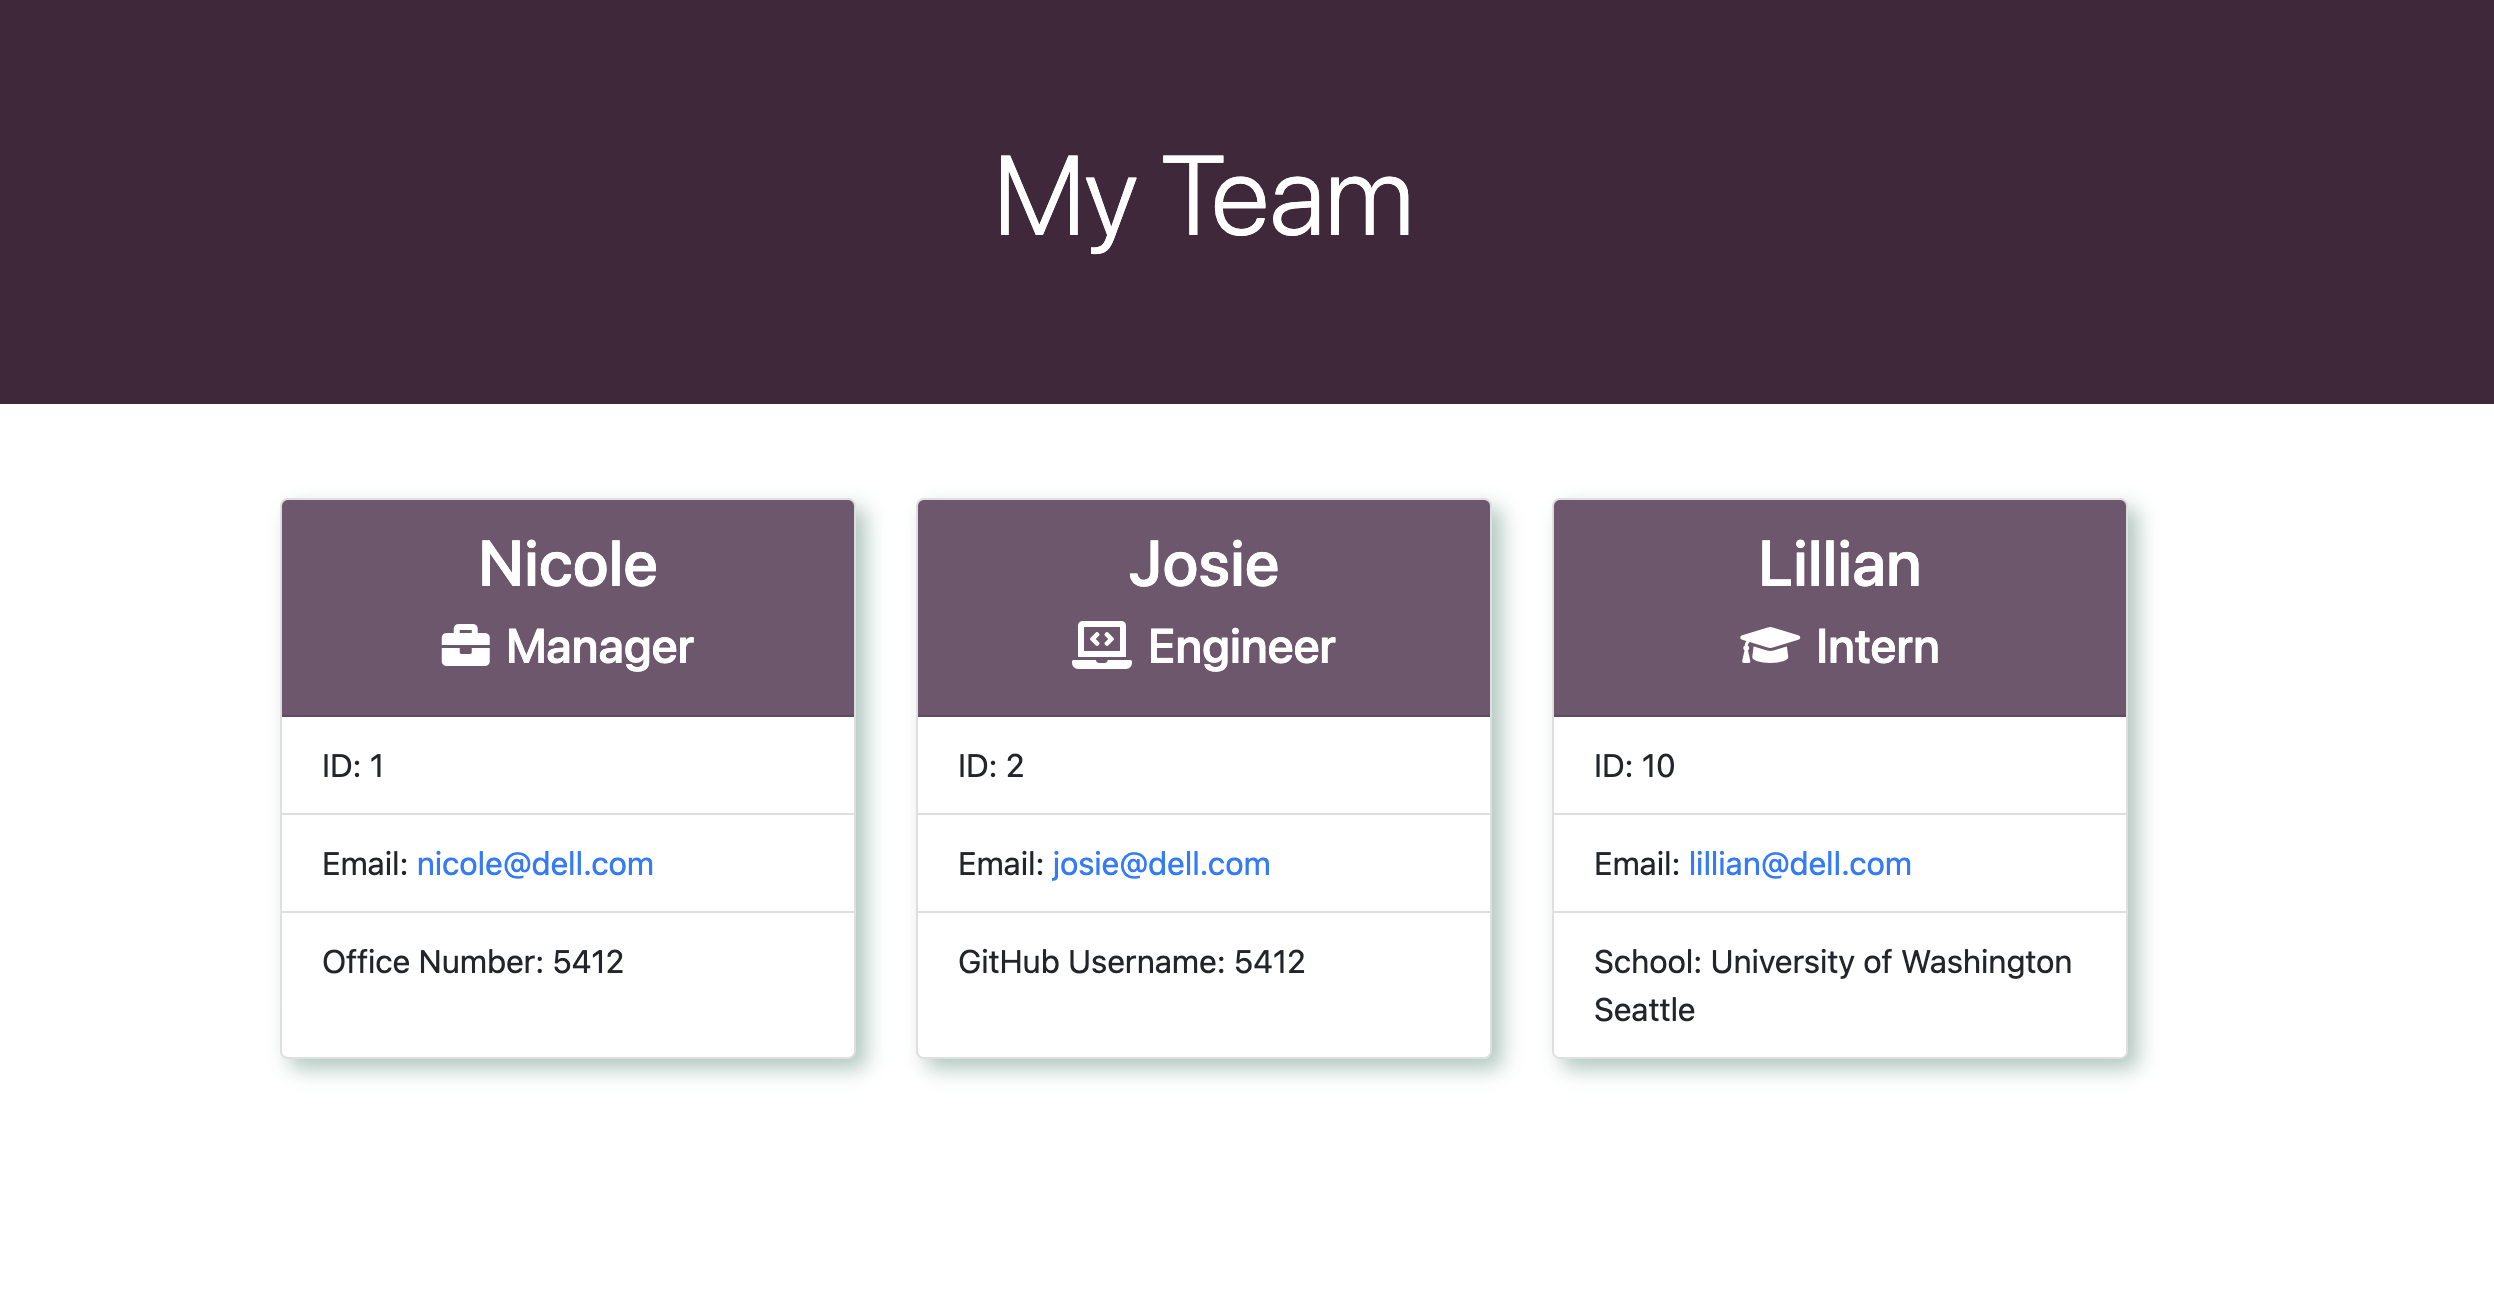 My Team
Nicole
Manager
ID: 1
Email: nicole@dell.com
Office Number: 5412
Josie
Engineer
ID: 2
Email: josie@dell.com
GitHub Username: 5412
Lillian
Intern
ID: 10
Email: lillian@dell.com
School: University of Washington
Seattle